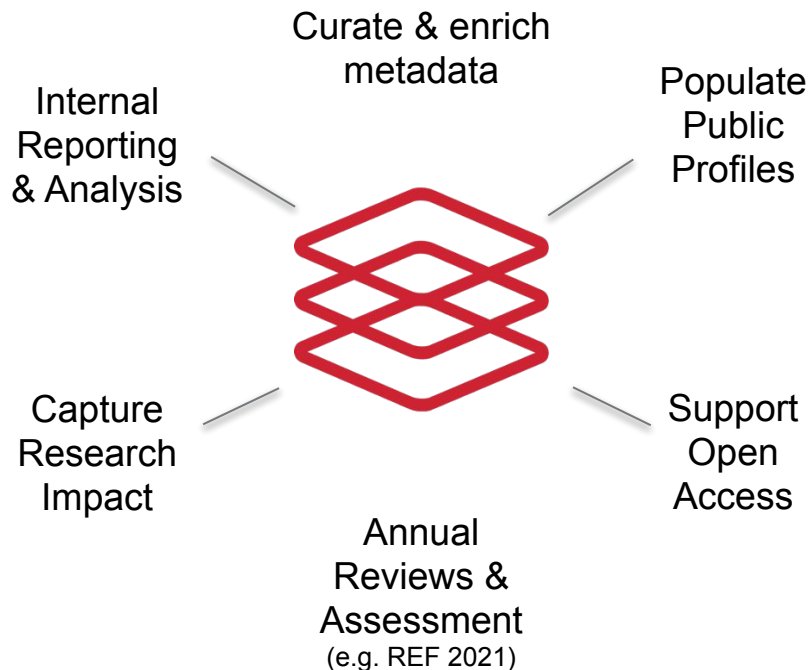 Curate & enrich
metadata
Internal
Reporting
& Analysis
Populate
Public
Profiles
Capture
Research
Impact
Support
Open
Access
Annual
Reviews &
Assessment
(e.g. REF 2021)